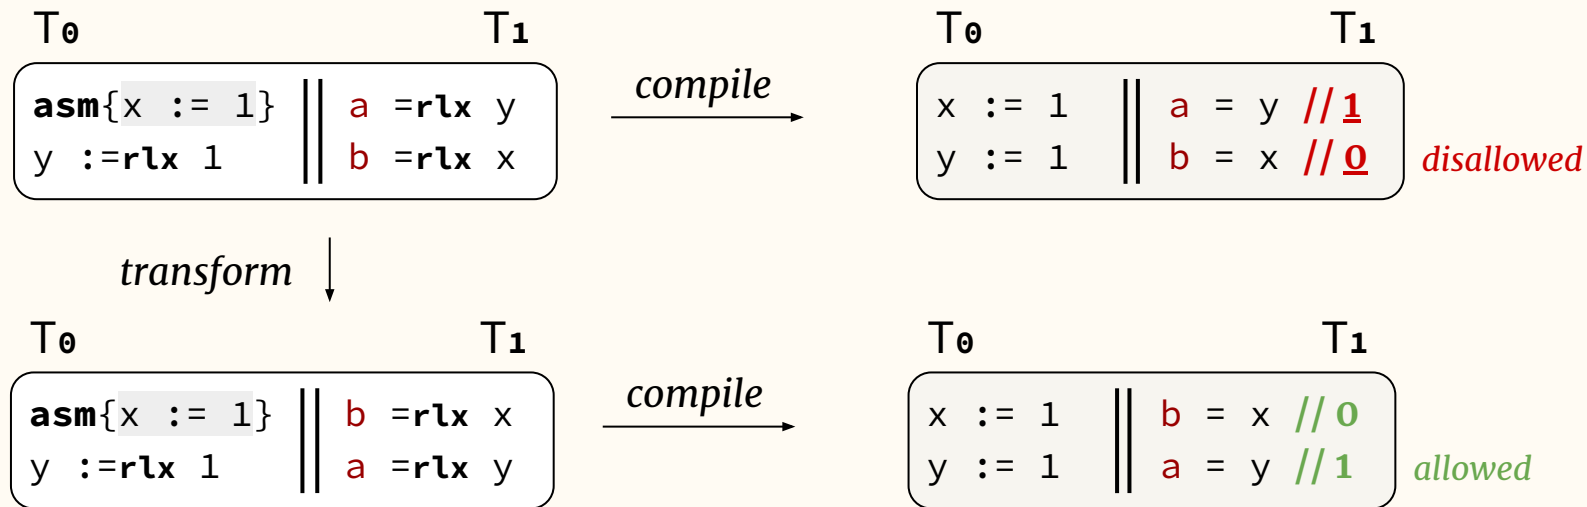 T0 T1 T0 T1
asm{x := 1} || a =rlx y compile x := 1 || a = y // 1
y :=rlx 1 || b =rlx x y := 1 || b = x // 0 disallowed
transform
T0 T1 T0 T1
asm{x := 1} || b =rlx x compile x := 1 || b = x // 0
y :=rlx 1 || a =rlx y y := 1 || a = y // 1 allowed